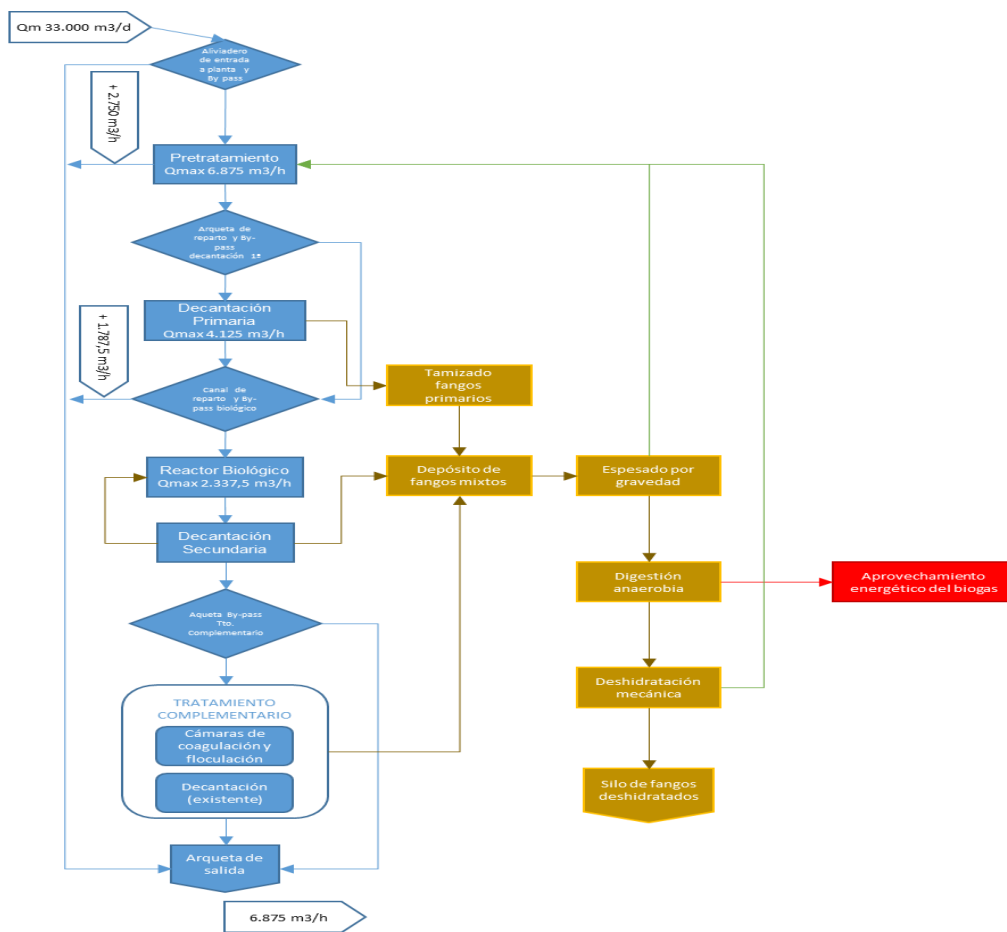 Qm 33.000 m3/d
Aliviadero
de entrada
a planta y
By pass
+ 2.750 m3/h
Pretratamiento
Qmax 6.875 m3/h
Arqueta de
reparto y By-
pass
decantación 1ª
Decantación
Primaria
Qmax 4.125 m3/h
+ 1.787,5 m3/h
Tamizado
fangos
primarios
Canal de
reparto y By-
pass biológico
Reactor Biológico
Qmax 2.337,5 m3/h
Depósito de
fangos mixtos
Espesado por
gravedad
Decantación
Secundaria
Digestión
anaerobia
Aprovechamiento
energético del biogas
Aqueta By-pass
Tto.
Complementario
Deshidratación
mecánica
TRATAMIENTO
COMPLEMENTARIO
Cámaras de
coagulación y
floculación
Decantación
(existente)
Silo de fangos
deshidratados
Arqueta de
salida
6.875 m3/h